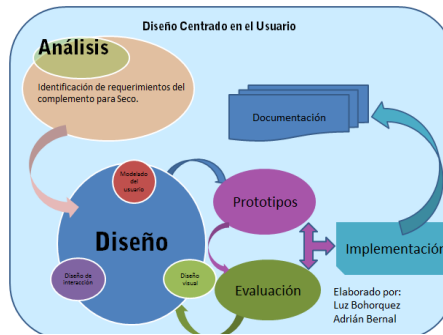 Diseño Centrado en el Usuario
Análisis
Identificación de requerimientos del
complemento para Seco.
Documentación
Modelado
del
usuario
Prototipos
Diseño
Implementación
Diseño de
Interacción
Diseño
visual
Evaluación
Elaborado por:
Luz Bohorquez
Adrián Bernal